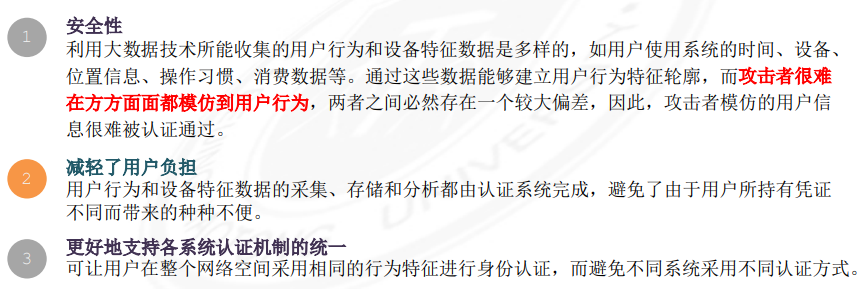 1
安全性
利用大数据技术所能收集的用户行为和设备特征数据是多样的，如用户使用系统的时间、设备、
位置信息、操作习惯、消费数据等。通过这些数据能够建立用户行为特征轮廓，而攻击者很难
在方方面面都模仿到用户行为，两者之间必然存在一个较大偏差，因此，攻击者模仿的用户信
息很难被认证通过。
2
减轻了用户负担
用户行为和设备特征数据的采集、存储和分析都由认证系统完成，避免了由于用户所持有凭证
不同而带来的种种不便。
3
更好地支持各系统认证机制的统一
可让用户在整个网络空间采用相同的行为特征进行身份认证，而避免不同系统采用不同认证方式。